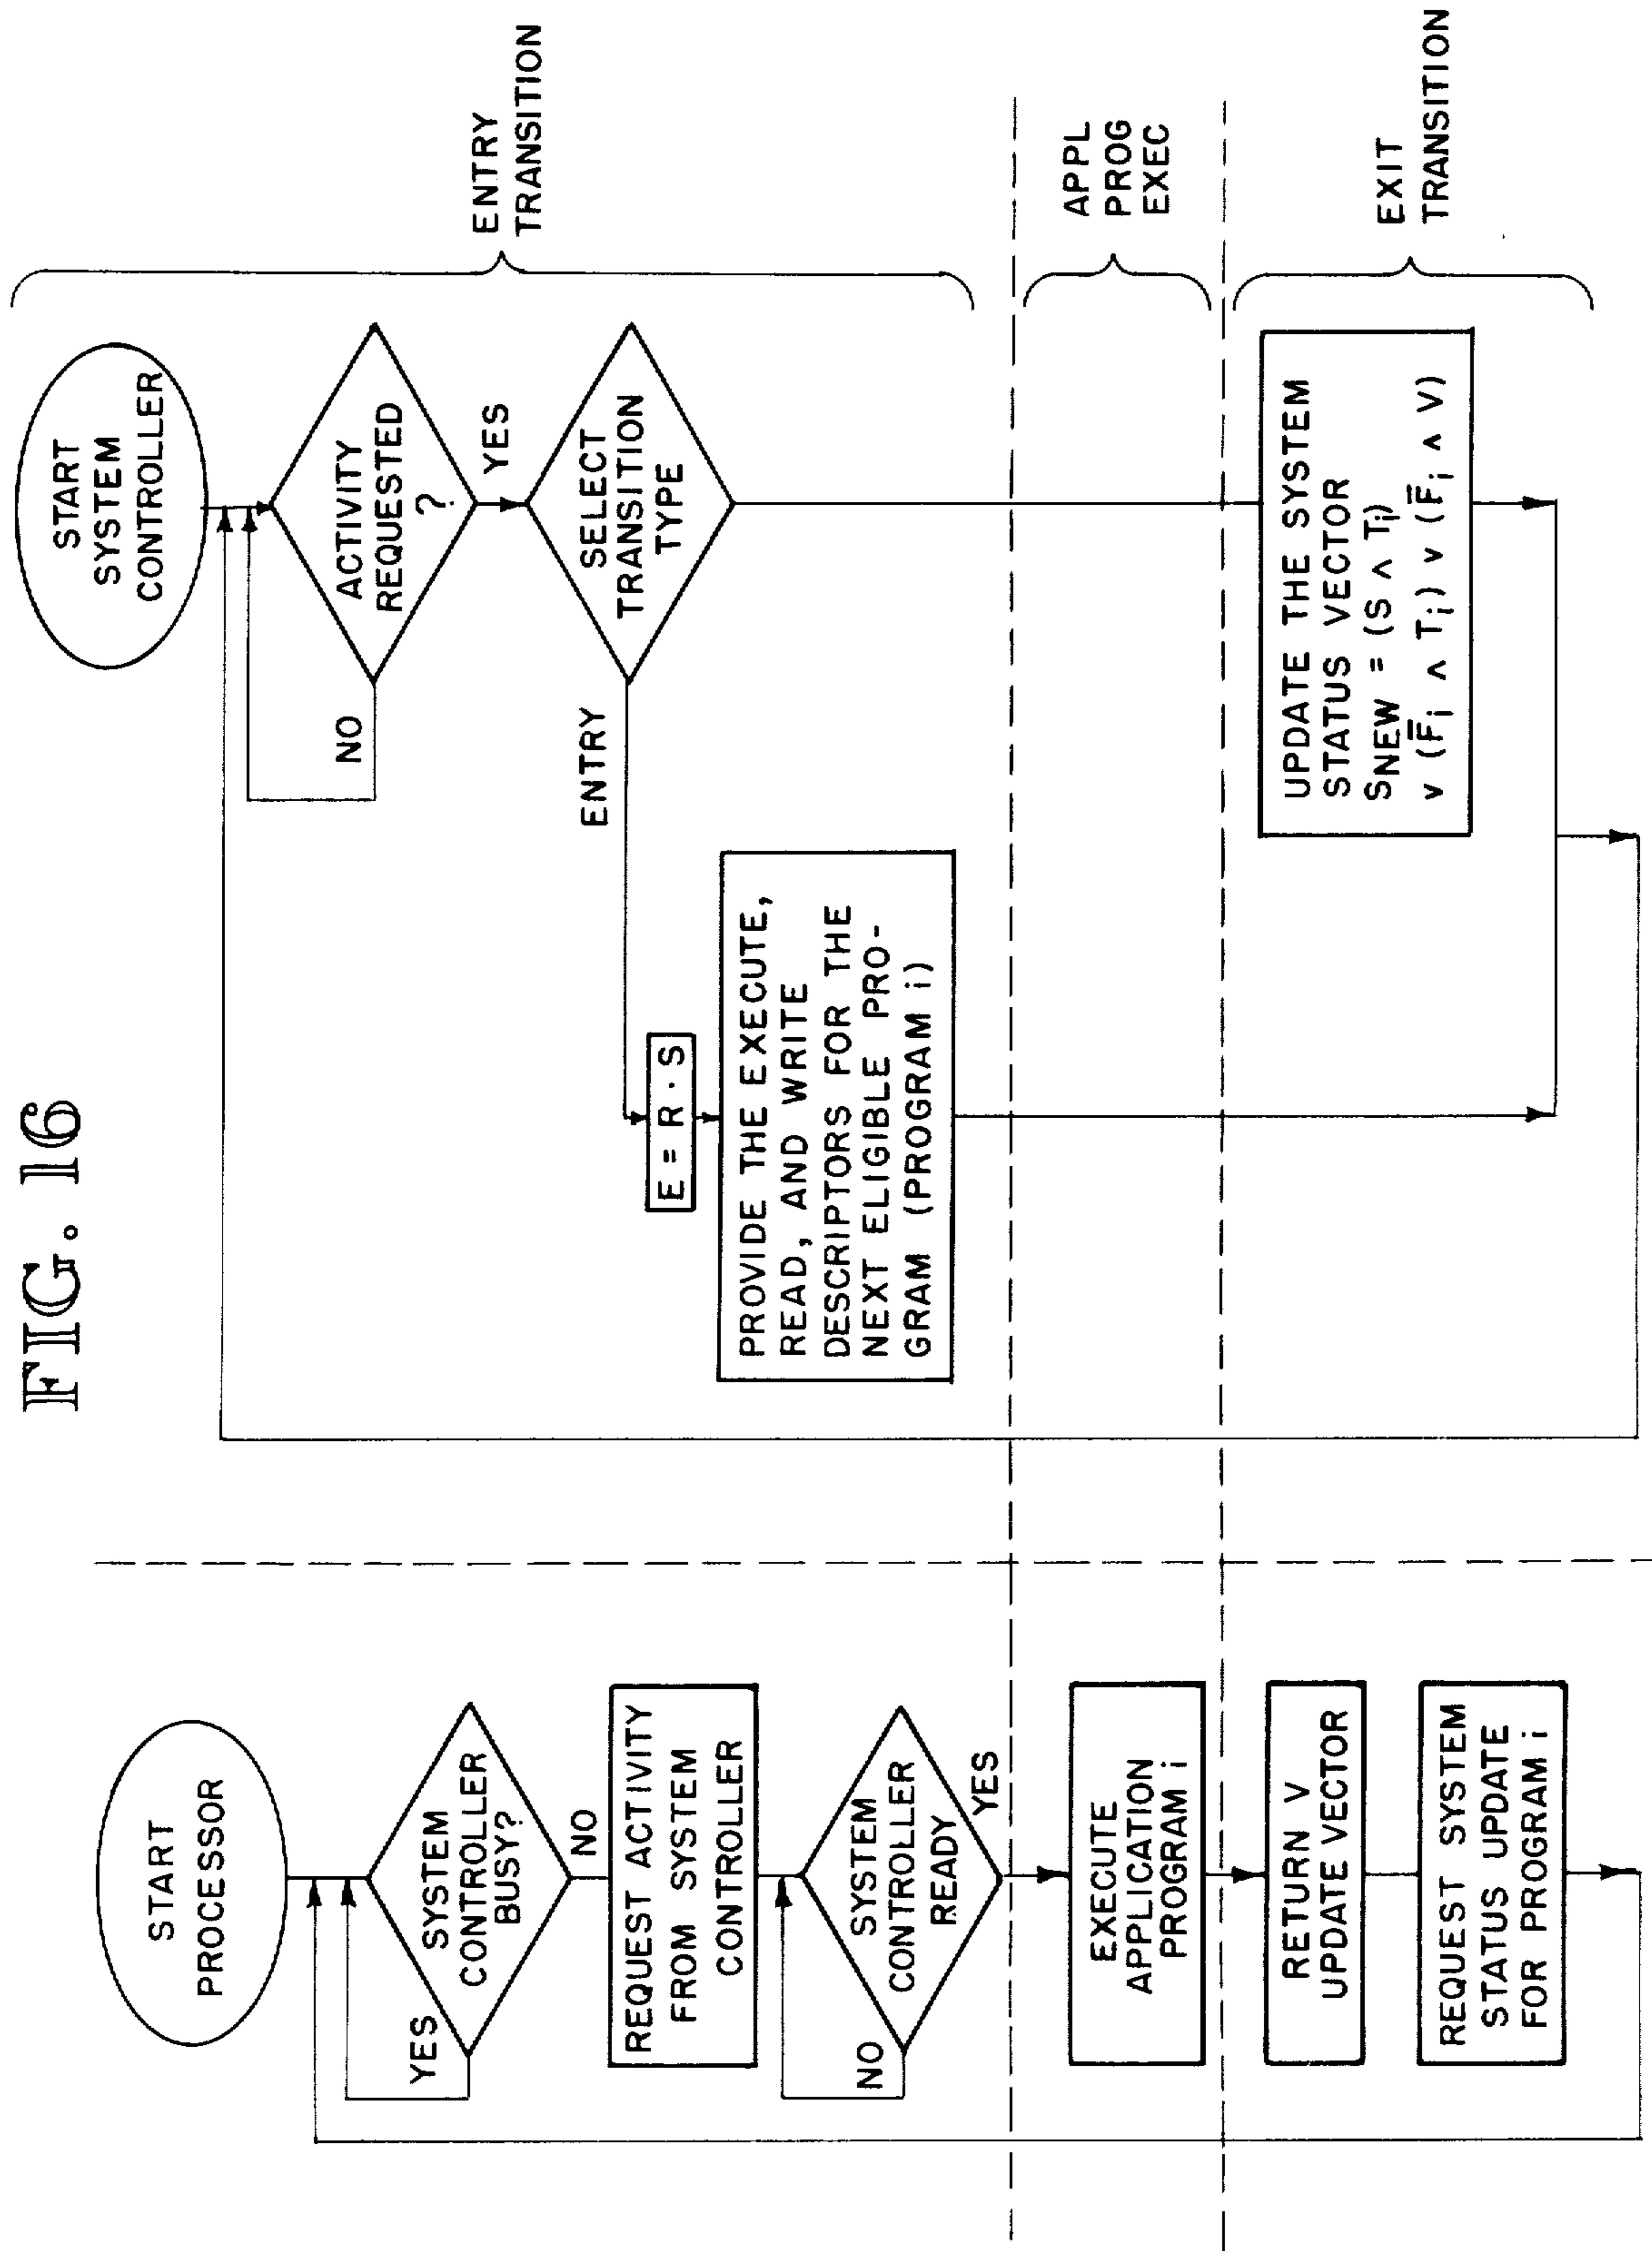 FIG. 16
START
PROCESSOR
SYSTEM
CONTROLLER
BUSY?
YES
NO
REQUEST ACTIVITY
FROM SYSTEM
CONTROLLER
SYSTEM
CONTROLLER
READY
NO
YES
EXECUTE
APPLICATION
PROGRAM i
RETURN V
UPDATE VECTOR
REQUEST SYSTEM
STATUS UPDATE
FOR PROGRAM i
START
SYSTEM
CONTROLLER
ACTIVITY
REQUESTED
?
NO
YES
SELECT
TRANSITION
TYPE
ENTRY
E = R · S
PROVIDE THE EXECUTE,
READ, AND WRITE
DESCRIPTORS FOR THE
NEXT ELIGIBLE PRO-
GRAM (PROGRAM i)
UPDATE THE SYSTEM
STATUS VECTOR
SNEW = (S ∧ Ti)
v (F̅i ∧ Ti) v (F̅i ∧ V)
ENTRY
TRANSITION
APPL
PROG
EXEC
EXIT
TRANSITION